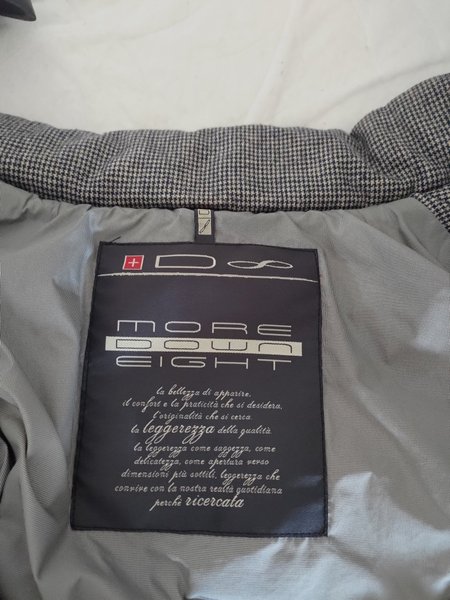 +D∞
MORE
DOWN
EIGHT
la bellezza di apparire,
il confort e la praticità che si desidera,
l'originalità che si cerca.
la leggerezza della qualità.
la leggerezza come saggezza, come
delicatezza, come apertura verso
dimensioni più sottili, leggerezza che
convive con la nostra realtà quotidiana
perchè ricercata